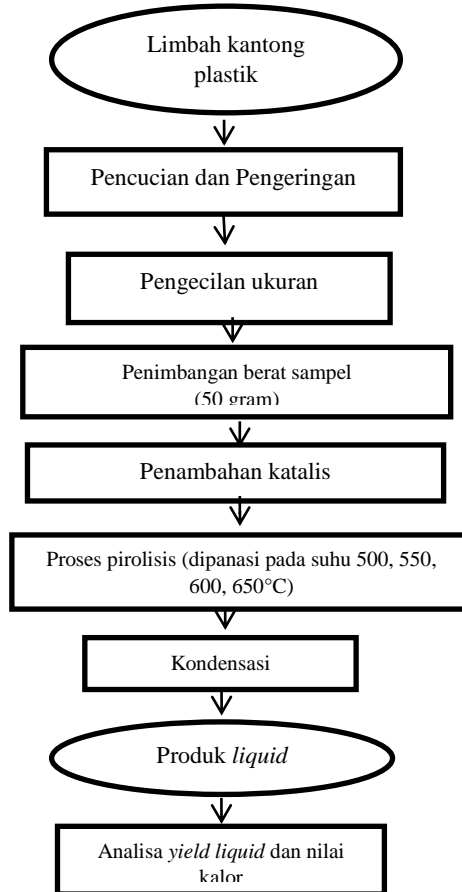 Limbah kantong
plastik
Pencucian dan Pengeringan
Pengecilan ukuran
Penimbangan berat sampel
(50 gram)
Penambahan katalis
Proses pirolisis (dipanasi pada suhu 500, 550,
600, 650°C)
Kondensasi
Produk liquid
Analisa yield liquid dan nilai
kalor